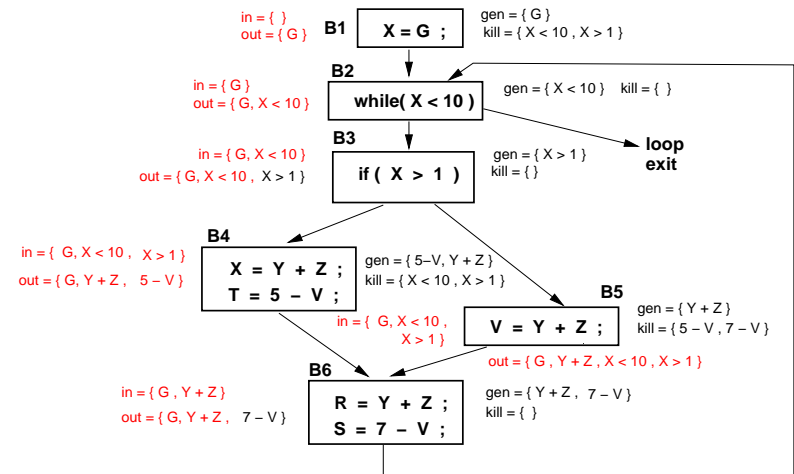 in = { }
out = { G }
B1
X = G ;
gen = { G }
kill = { X < 10 , X > 1 }
B2
in = { G }
out = { G, X < 10 }
while( X < 10 )
gen = { X < 10 } kill = { }
loop
exit
B3
in = { G, X < 10 }
out = { G, X < 10 , X > 1 }
if ( X > 1 )
gen = { X > 1 }
kill = { }
B4
in = { G, X < 10 , X > 1 }
out = { G, Y + Z , 5 − V }
X = Y + Z ;
T = 5 − V ;
gen = { 5−V, Y + Z }
kill = { X < 10 , X > 1 }
B5
in = { G, X < 10 ,
X > 1 }
V = Y + Z ;
gen = { Y + Z }
kill = { 5 − V , 7 − V }
out = { G , Y + Z , X < 10 , X > 1 }
B6
in = { G , Y + Z }
out = { G, Y + Z , 7 − V }
R = Y + Z ;
S = 7 − V ;
gen = { Y + Z , 7 − V }
kill = { }